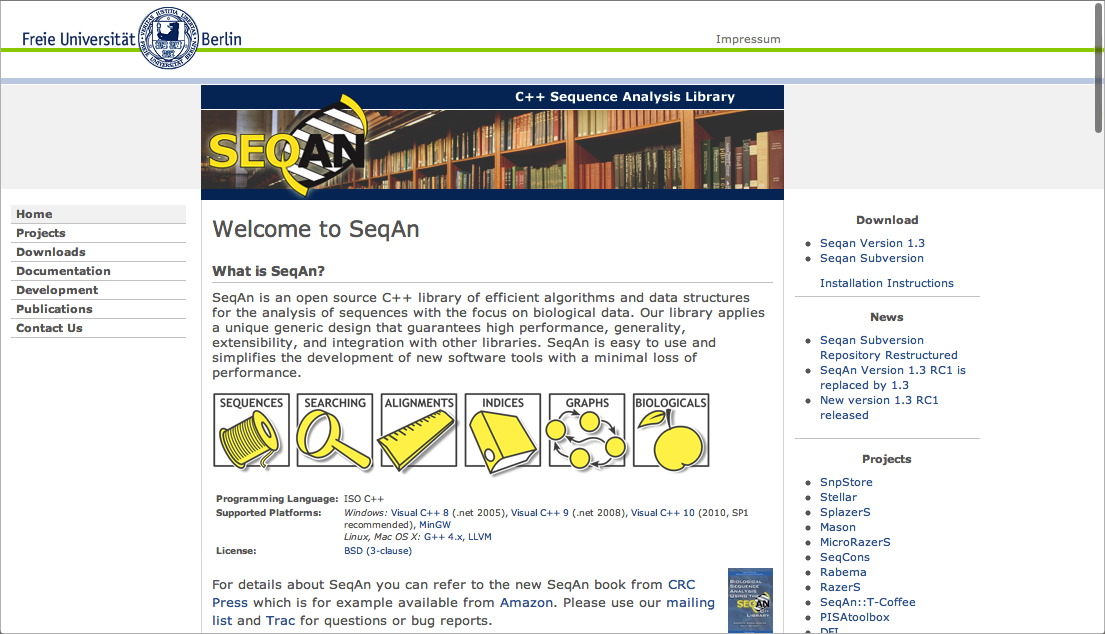 Freie Universität Berlin
Impressum
C++ Sequence Analysis Library
SEQAN
Home
Projects
Downloads
Documentation
Development
Publications
Contact Us
Welcome to SeqAn
What is SeqAn?
SeqAn is an open source C++ library of efficient algorithms and data structures
for the analysis of sequences with the focus on biological data. Our library applies
a unique generic design that guarantees high performance, generality,
extensibility, and integration with other libraries. SeqAn is easy to use and
simplifies the development of new software tools with a minimal loss of
performance.
SEQUENCES SEARCHING ALIGNMENTS INDICES GRAPHS BIOLOGICALS
Programming Language: ISO C++
Supported Platforms: Windows: Visual C++ 8 (.net 2005), Visual C++ 9 (.net 2008), Visual C++ 10 (2010, SP1
recommended), MinGW
Linux, Mac OS X: G++ 4.x, LLVM
License: BSD (3-clause)
For details about SeqAn you can refer to the new SeqAn book from CRC
Press which is for example available from Amazon. Please use our mailing
list and Trac for questions or bug reports.
BIOLOGICAL
SEQUENCE
ANALYSIS
USING THE
SEQAN
LIBRARY
Download
Seqan Version 1.3
Seqan Subversion
Installation Instructions
News
Seqan Subversion
Repository Restructured
SeqAn Version 1.3 RC1 is
replaced by 1.3
New version 1.3 RC1
released
Projects
SnpStore
Stellar
SplazerS
Mason
MicroRazerS
SeqCons
Rabema
RazerS
SeqAn::T-Coffee
PISAtoolbox